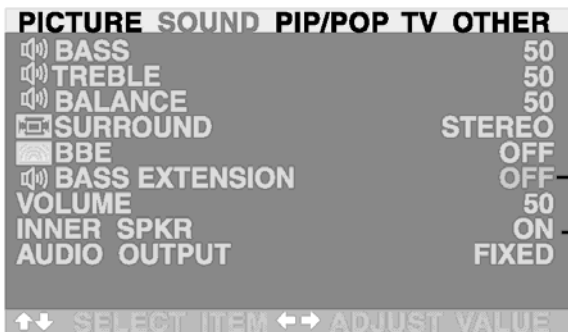 PICTURE SOUND PIP/POP TV OTHER
BASS 50
TREBLE 50
BALANCE 50
SURROUND STEREO
BBE OFF
BASS EXTENSION OFF
VOLUME 50
INNER SPKR ON
AUDIO OUTPUT FIXED
SELECT ITEM ADJUST VALUE